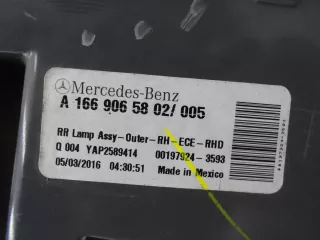 Mercedes-Benz
A 166 906 58 02/ 005
RR Lamp Assy-Outer-RH-ECE-RHD
Q 004 YAP2589414 00197924-3593
05/03/2016 04:30:51 Made in Mexico